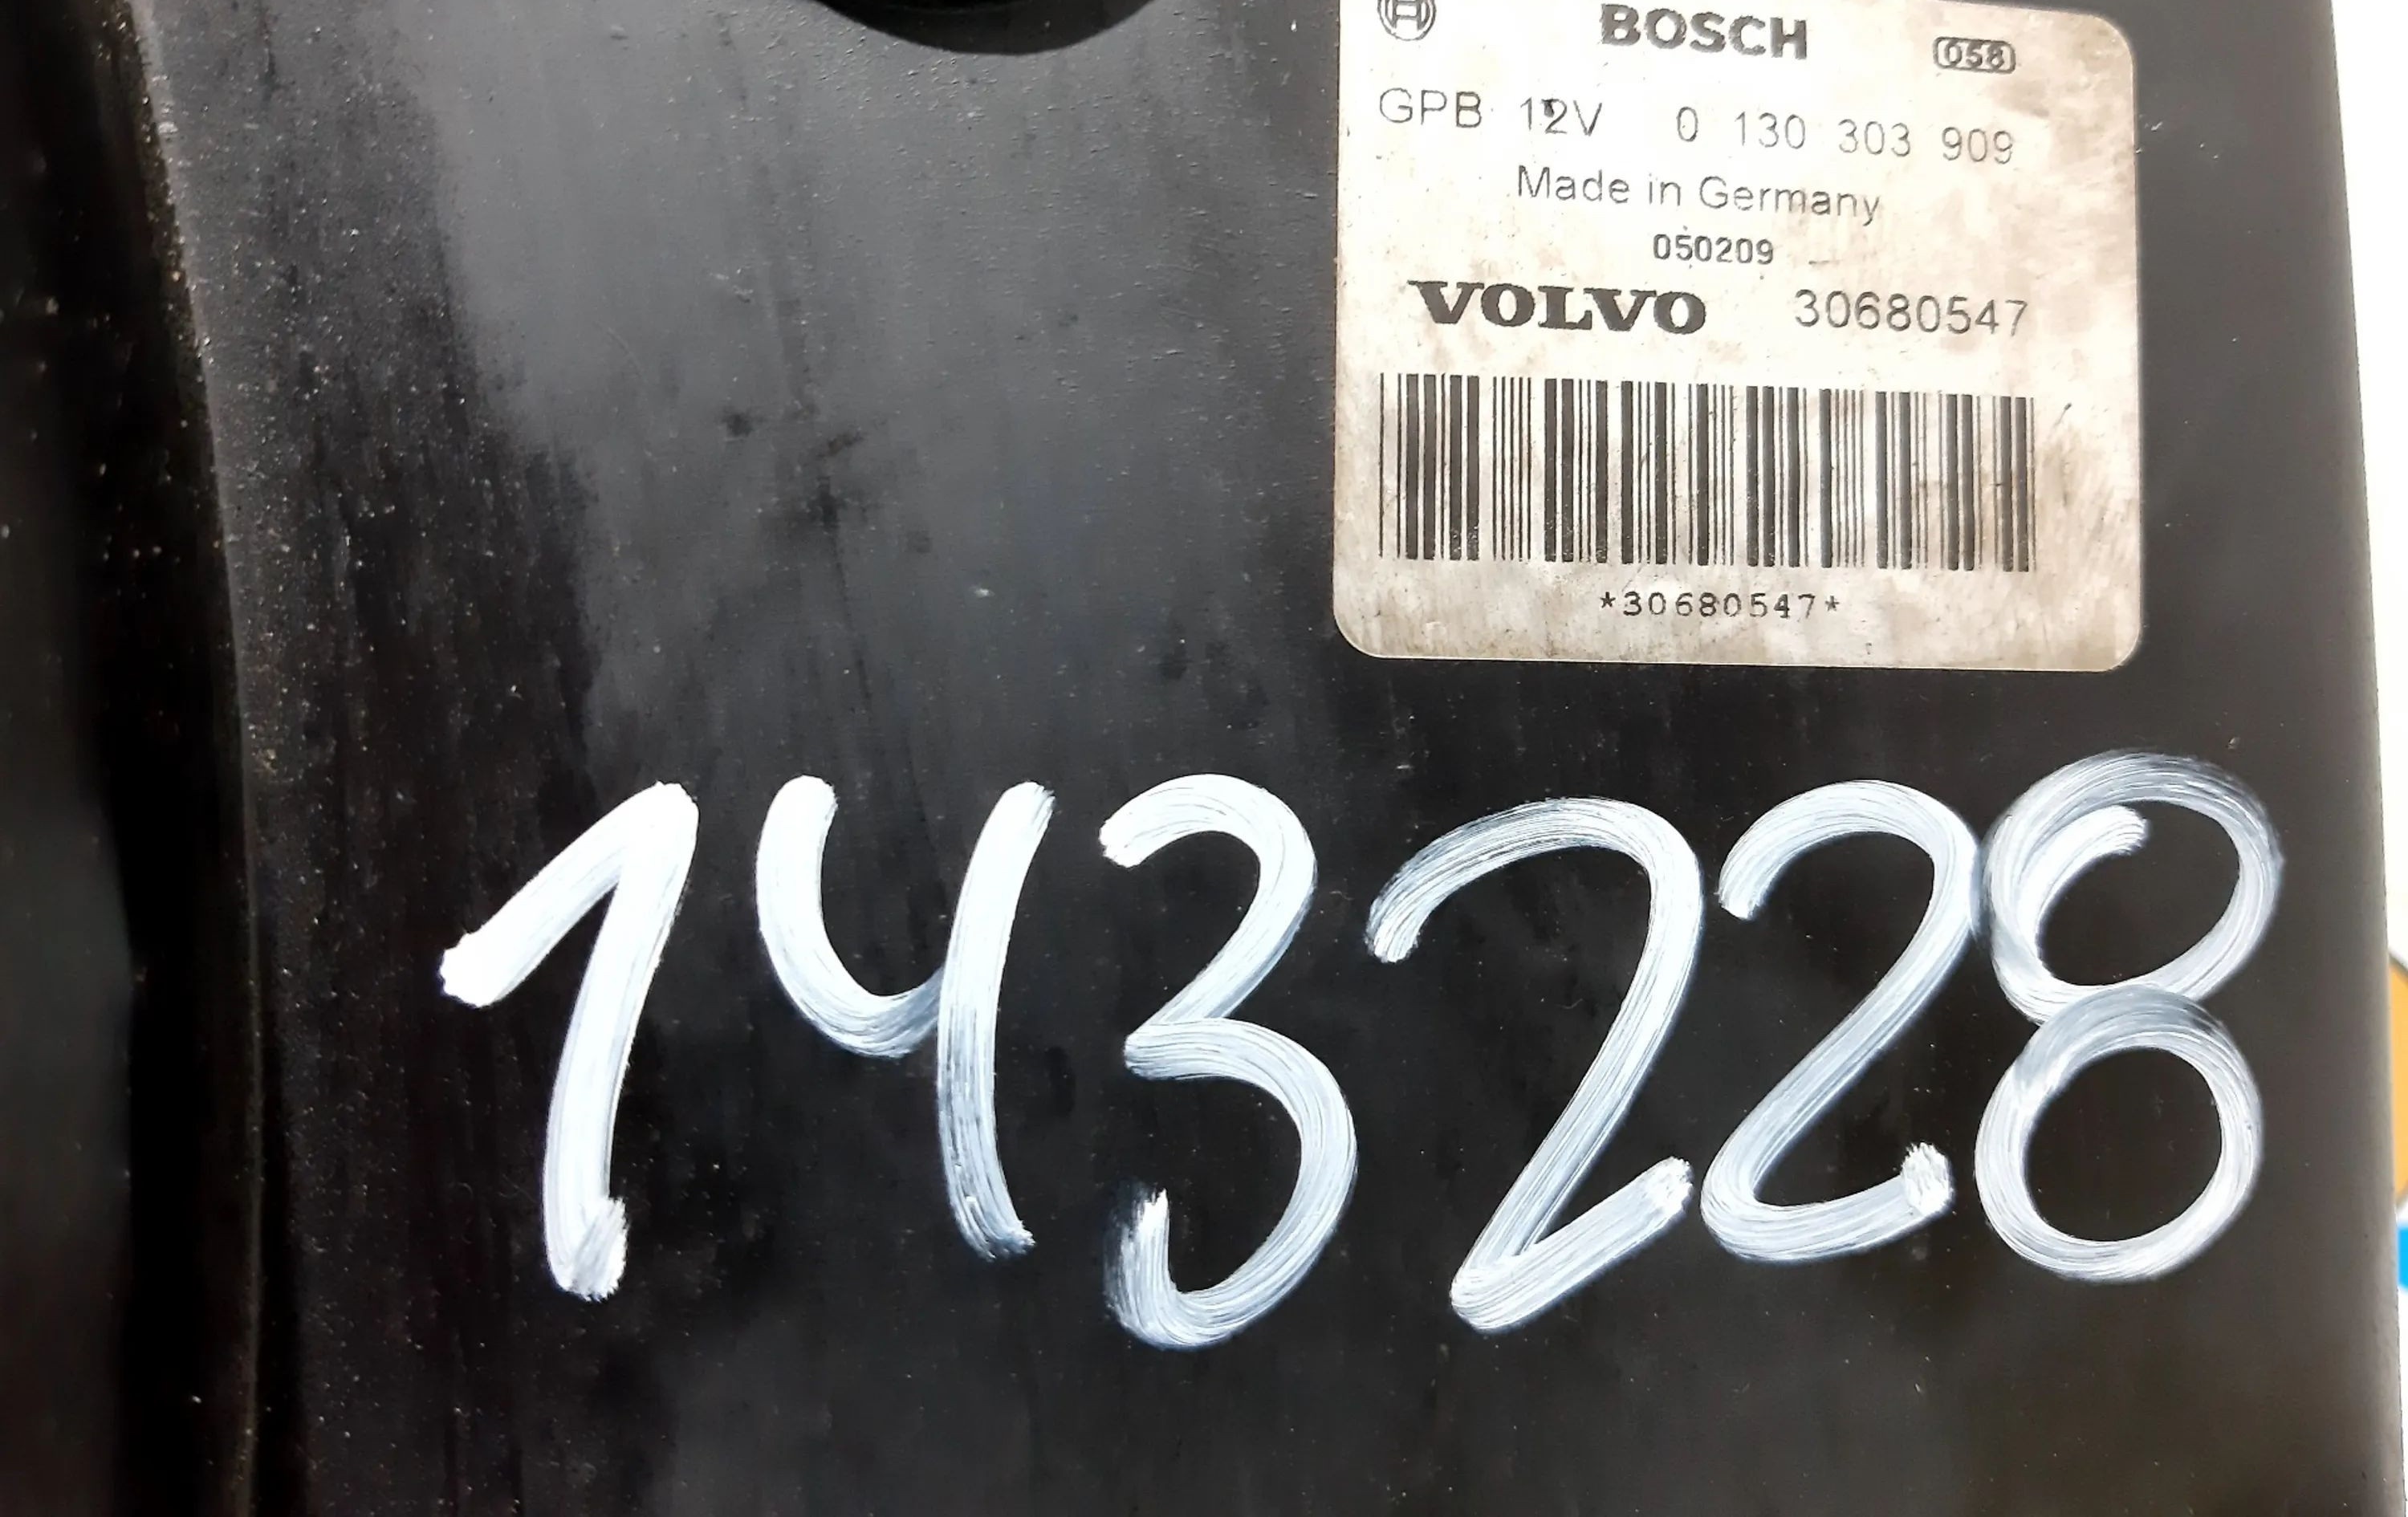 BOSCH 058
GPB 12V 0 130 303 909
Made in Germany
050209
VOLVO 30680547
*30680547*
143228